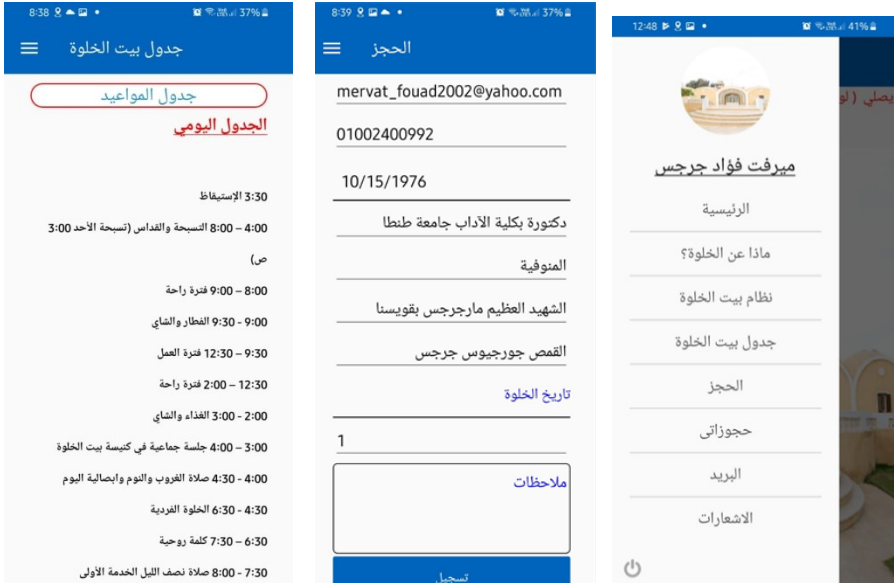 8:38
37%
جدول بيت الخلوة
جدول المواعيد
الجدول اليومي
3:30 الإستيقاظ
4:00 – 8:00 التسبحة والقداس (تسبحة الأحد 3:00
ص)
8:00 – 9:00 فترة راحة
9:00 - 9:30 الفطار والشاي
9:30 – 12:30 فترة العمل
12:30 – 2:00 فترة راحة
2:00 - 3:00 الغذاء والشاي
3:00 – 4:00 جلسة جماعية في كنيسة بيت الخلوة
4:00 - 4:30 صلاة الغروب والنوم وابصالية اليوم
4:30 - 6:30 الخلوة الفردية
6:30 – 7:30 كلمة روحية
7:30 - 8:00 صلاة نصف الليل الخدمة الأولى
8:39
37%
الحجز
mervat_fouad2002@yahoo.com
01002400992
10/15/1976
دكتورة بكلية الآداب جامعة طنطا
المنوفية
الشهيد العظيم مارجرجس بقويسنا
القمص جورجيوس جرجس
تاريخ الخلوة
1
ملاحظات
تسجيل
12:48
41%
ميرفت فؤاد جرجس
الرئيسية
ماذا عن الخلوة؟
نظام بيت الخلوة
جدول بيت الخلوة
الحجز
حجوزاتى
البريد
الاشعارات
يصلي ( لو